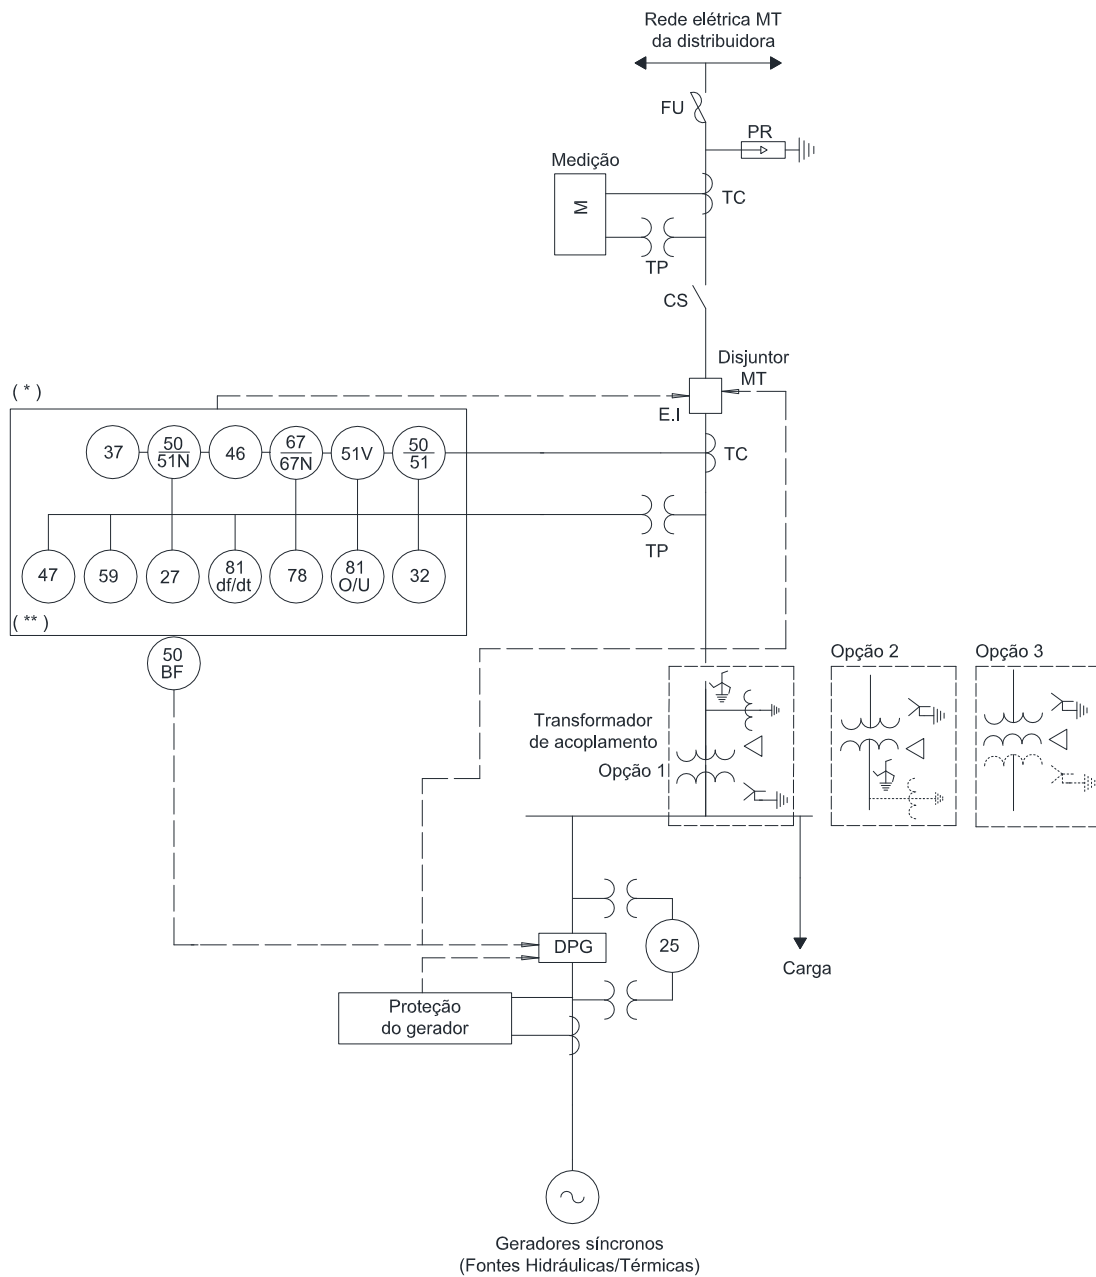 Rede elétrica MT
da distribuidora
FU
PR
Medição
M
TC
TP
CS
Disjuntor
MT
E.I
( * )
37
50
51N
46
67
67N
51V
50
51
TC
TP
47
59
27
81
df/dt
78
81
O/U
32
( ** )
50
BF
Opção 2
Opção 3
Transformador
de acoplamento
Opção 1
DPG
25
Carga
Proteção
do gerador
Geradores síncronos
(Fontes Hidráulicas/Térmicas)